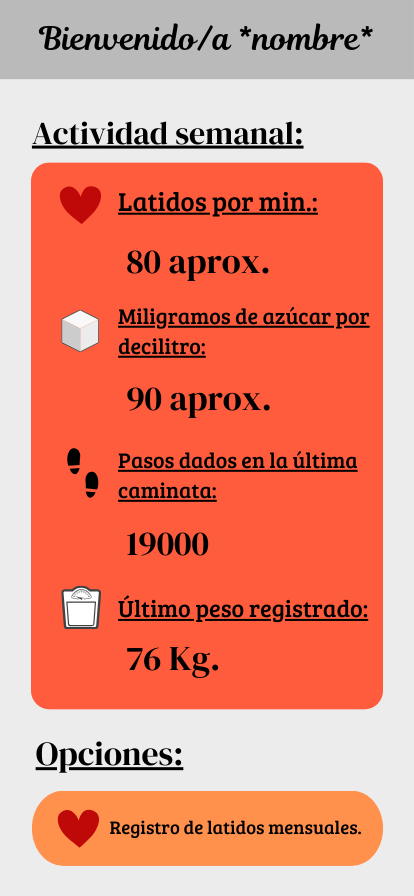 Bienvenido/a *nombre*
Actividad semanal:
Latidos por min.:
80 aprox.
Miligramos de azúcar por
decilitro:
90 aprox.
Pasos dados en la última
caminata:
19000
Último peso registrado:
76 Kg.
Opciones:
Registro de latidos mensuales.